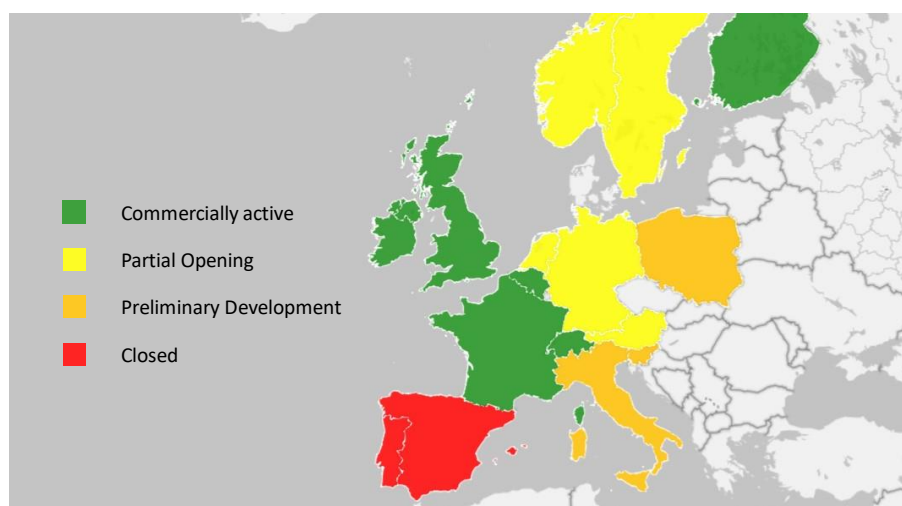 Commercially active
Partial Opening
Preliminary Development
Closed